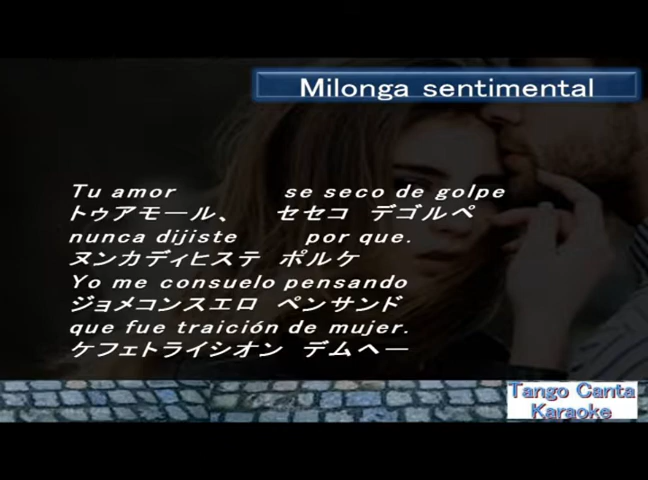 Milonga sentimental
Tu amor se seco de golpe
トゥアモール、 セセコ デゴルペ
nunca dijiste por que.
ヌンカディヒステ ポルケ
Yo me consuelo pensando
ジョメコンスエロ ペンサンド
que fue traición de mujer.
ケフェトライシオン デムヘー
Tango Canta
Karaoke